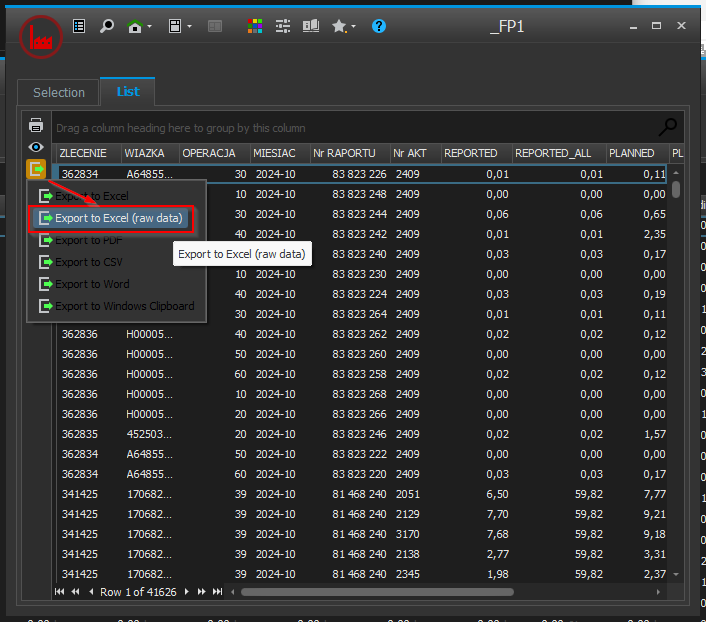 _FP1
Selection List
Drag a column heading here to group by this column
ZLECENIE WIAZKA OPERACJA MIESIAC Nr RAPORTU Nr AKT REPORTED REPORTED_ALL PLANNED PL
362834 A64855... 30 2024-10 83 823 226 2409 0,01 0,01 0,11
Export to Excel 10 2024-10 83 823 248 2409 0,00 0,00 0,00
Export to Excel (raw data) 30 2024-10 83 823 244 2409 0,06 0,06 0,65
Export to PDF 40 2024-10 83 823 242 2409 0,01 0,01 2,35
Export to Excel (raw data) 83 823 240 2409 0,03 0,03 0,17
Export to CSV 10 2024-10 83 823 230 2409 0,00 0,00 0,00
Export to Word 40 2024-10 83 823 224 2409 0,03 0,03 0,19
Export to Windows Clipboard 30 2024-10 83 823 264 2409 0,01 0,01 0,11
362836 H00005... 40 2024-10 83 823 262 2409 0,02 0,02 0,12
362836 H00005... 50 2024-10 83 823 260 2409 0,00 0,00 0,00
362836 H00005... 60 2024-10 83 823 258 2409 0,02 0,02 0,12
362836 H00005... 10 2024-10 83 823 268 2409 0,00 0,00 0,00
362836 H00005... 20 2024-10 83 823 266 2409 0,00 0,00 0,00
362835 452503... 20 2024-10 83 823 246 2409 0,02 0,02 1,57
362834 A64855... 50 2024-10 83 823 222 2409 0,00 0,00 0,00
362834 A64855... 60 2024-10 83 823 220 2409 0,03 0,03 0,17
341425 170682... 39 2024-10 81 468 240 2051 6,50 59,82 7,77
341425 170682... 39 2024-10 81 468 240 2129 7,70 59,82 9,21
341425 170682... 39 2024-10 81 468 240 3170 7,68 59,82 9,18
341425 170682... 39 2024-10 81 468 240 2138 2,77 59,82 3,31
341425 170682... 39 2024-10 81 468 240 2345 1,98 59,82 2,37
Row 1 of 41626